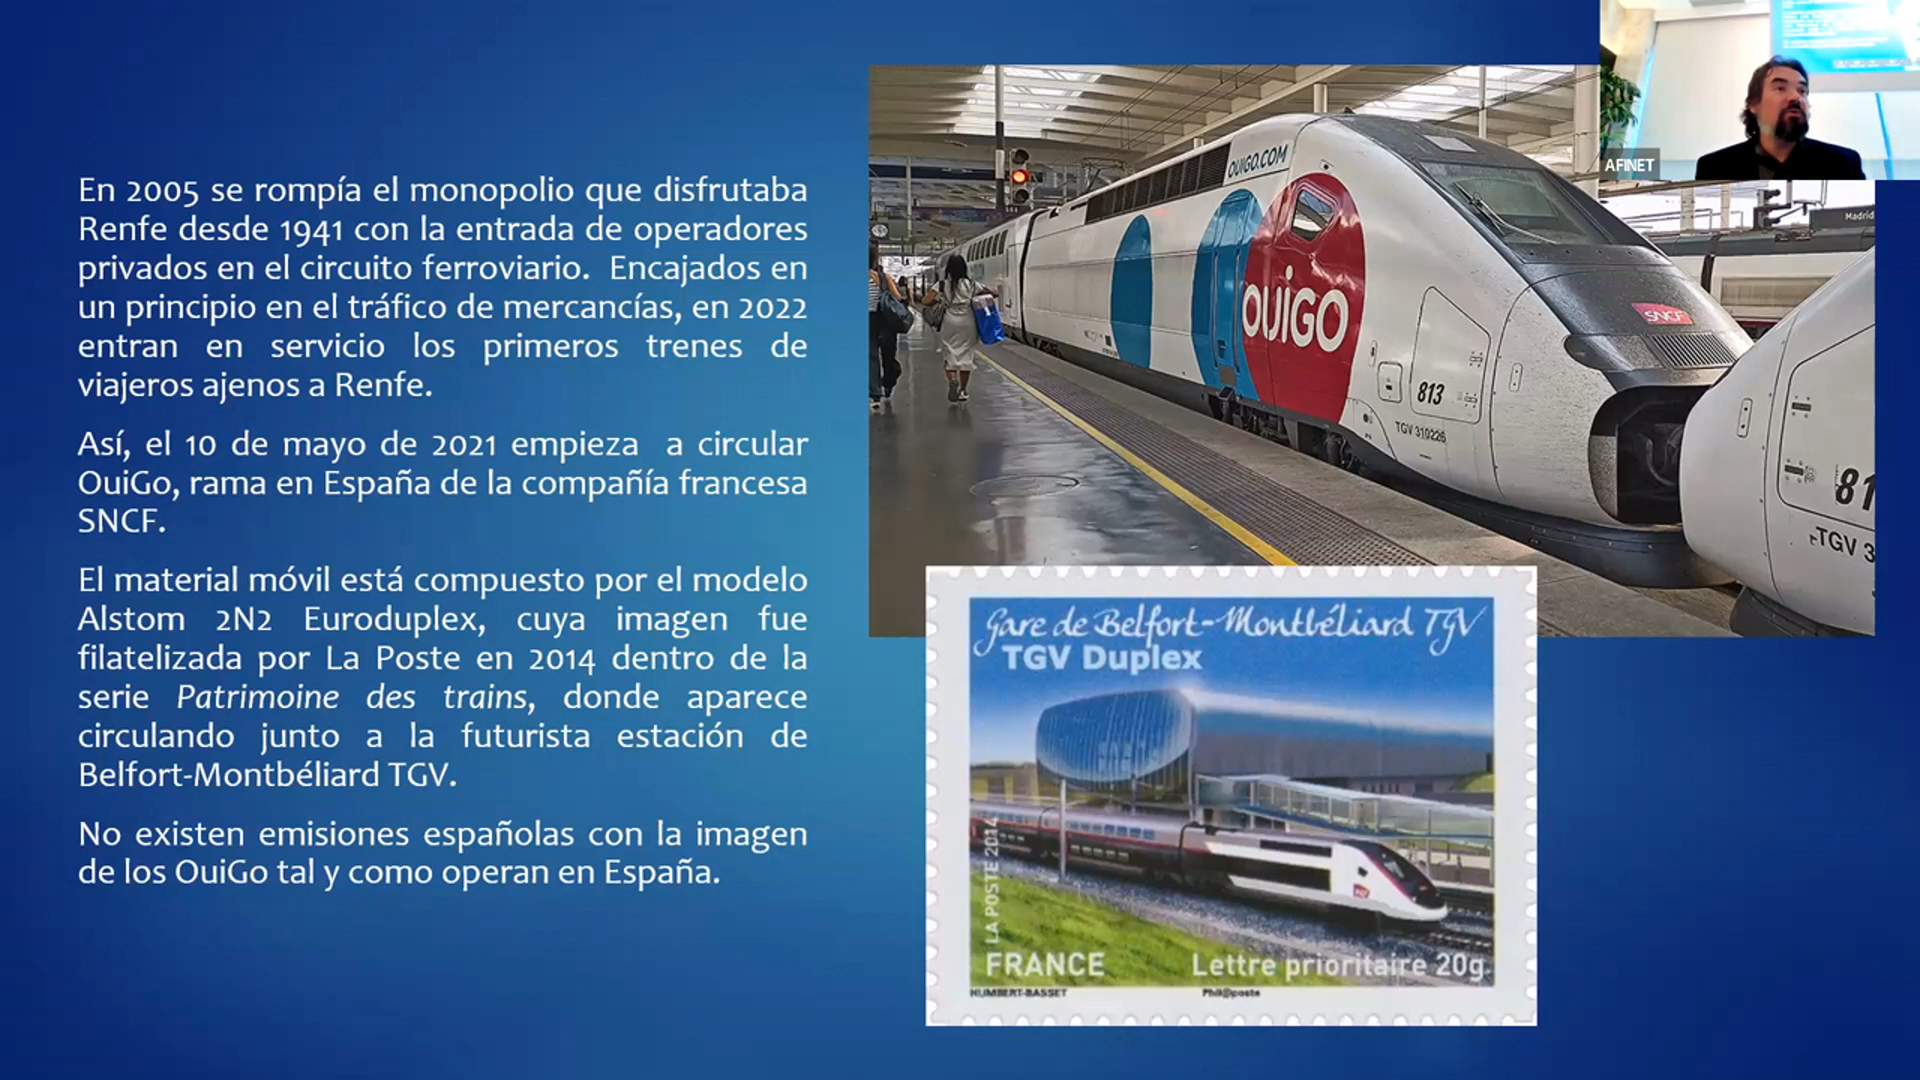 En 2005 se rompía el monopolio que disfrutaba
Renfe desde 1941 con la entrada de operadores
privados en el circuito ferroviario. Encajados en
un principio en el tráfico de mercancías, en 2022
entran en servicio los primeros trenes de
viajeros ajenos a Renfe.
Así, el 10 de mayo de 2021 empieza a circular
OuiGo, rama en España de la compañía francesa
SNCF.
El material móvil está compuesto por el modelo
Alstom 2N2 Euroduplex, cuya imagen fue
filatelizada por La Poste en 2014 dentro de la
serie Patrimoine des trains, donde aparece
circulando junto a la futurista estación de
Belfort-Montbéliard TGV.
No existen emisiones españolas con la imagen
de los OuiGo tal y como operan en España.
AFINET
OUIGO.COM
OUIGO
SNCF
813
TGV 310226
Madrid
81
TGV 3
Gare de Belfort-Montbéliard TGV
TGV Duplex
LA POSTE 2014
FRANCE
Lettre prioritaire 20g
HUMBERT-BASSET
Phil@poste